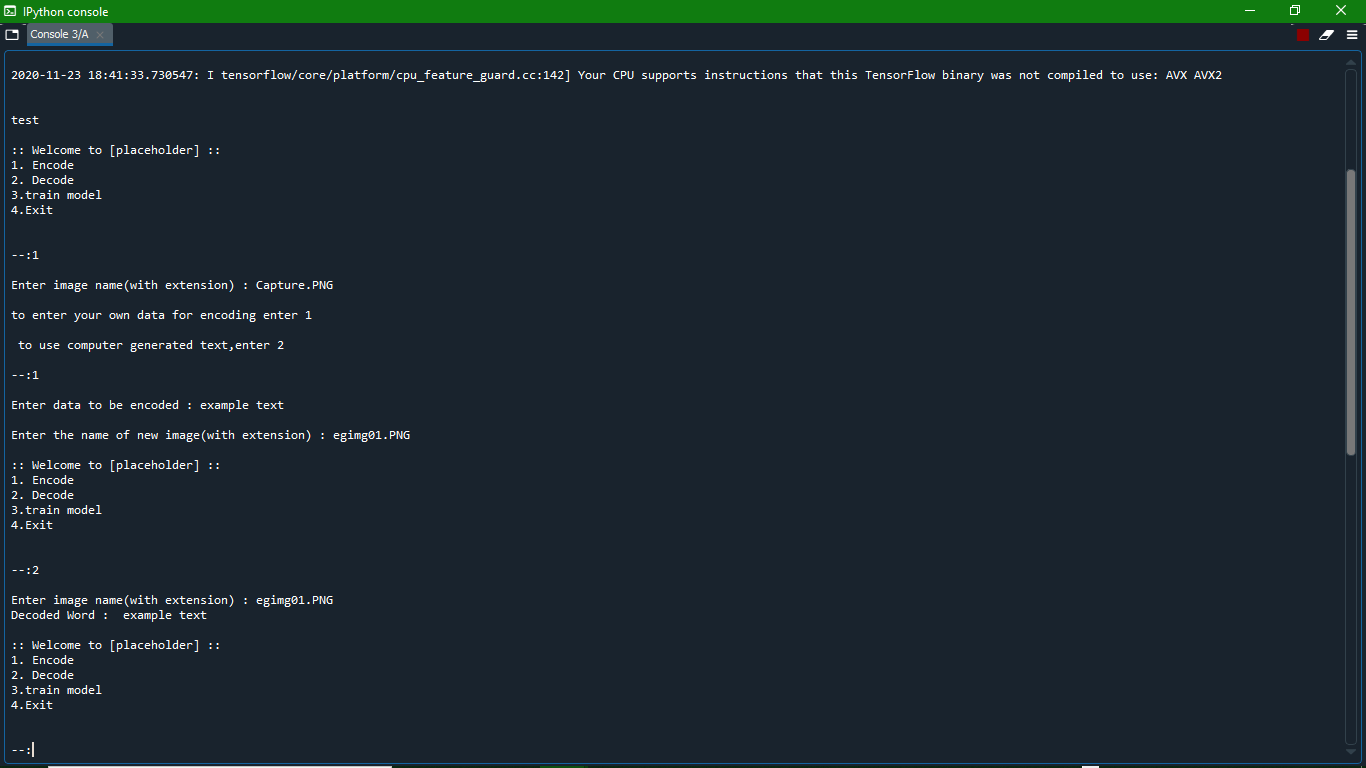 IPython console
Console 3/A
2020-11-23 18:41:33.730547: I tensorflow/core/platform/cpu_feature_guard.cc:142] Your CPU supports instructions that this TensorFlow binary was not compiled to use: AVX AVX2
test
:: Welcome to [placeholder] ::
1. Encode
2. Decode
3.train model
4.Exit
--:1
Enter image name(with extension) : Capture.PNG
to enter your own data for encoding enter 1
to use computer generated text,enter 2
--:1
Enter data to be encoded : example text
Enter the name of new image(with extension) : egimg01.PNG
:: Welcome to [placeholder] ::
1. Encode
2. Decode
3.train model
4.Exit
--:2
Enter image name(with extension) : egimg01.PNG
Decoded Word :  example text
:: Welcome to [placeholder] ::
1. Encode
2. Decode
3.train model
4.Exit
--: